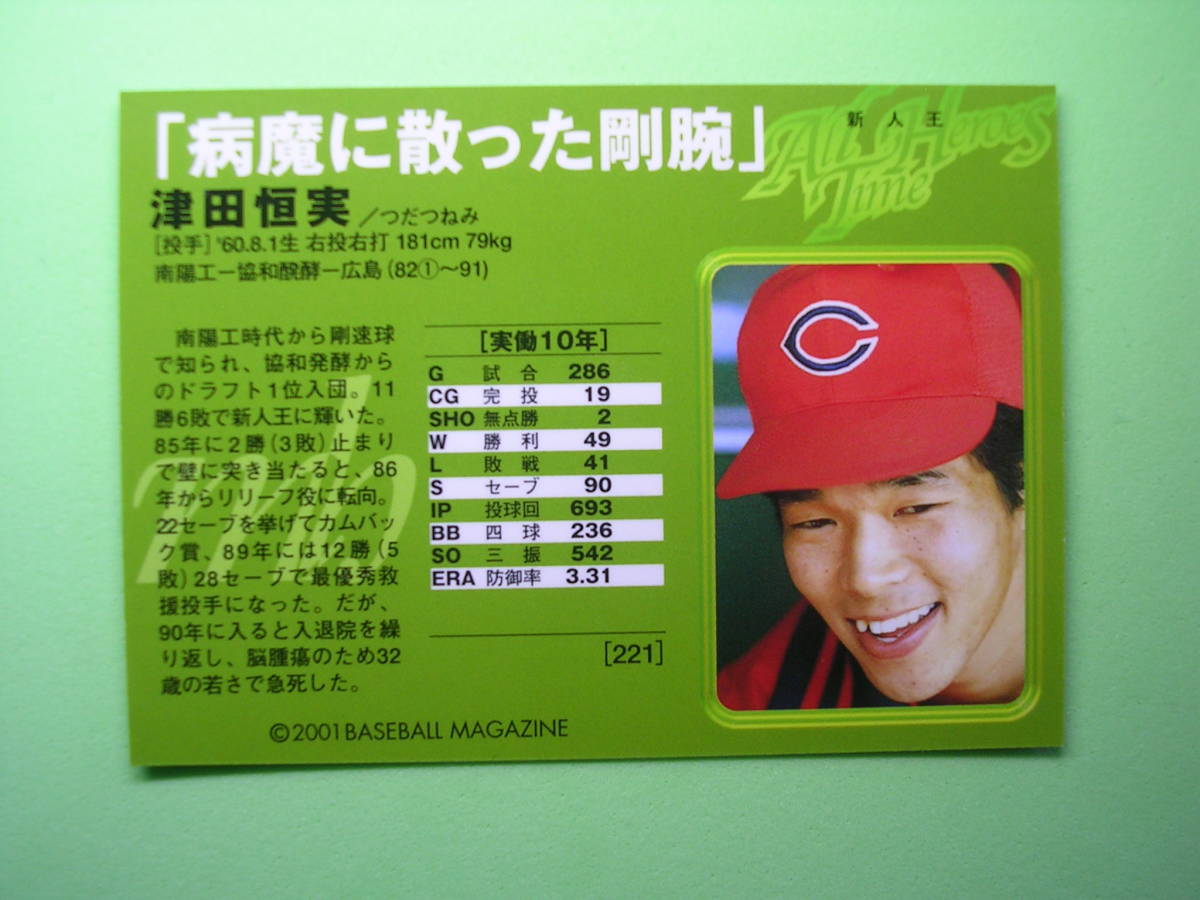 「病魔に散った剛腕」
新人王
All Time Heroes
津田恒実／つだつねみ
[投手] '60.8.1生 右投右打 181cm 79kg
南陽工ー協和醗酵ー広島(82①〜91)
南陽工時代から剛速球
で知られ、協和発酵から
のドラフト1位入団。11
勝6敗で新人王に輝いた。
85年に2勝(3敗)止まり
で壁に突き当たると、86
年からリリーフ役に転向。
22セーブを挙げてカムバッ
ク賞、89年には12勝(5
敗)28セーブで最優秀救
援投手になった。だが、
90年に入ると入退院を繰
り返し、脳腫瘍のため32
歳の若さで急死した。
[実働10年]
G 試合 286
CG 完投 19
SHO 無点勝 2
W 勝利 49
L 敗戦 41
S セーブ 90
IP 投球回 693
BB 四球 236
SO 三振 542
ERA 防御率 3.31
[221]
C
©2001 BASEBALL MAGAZINE